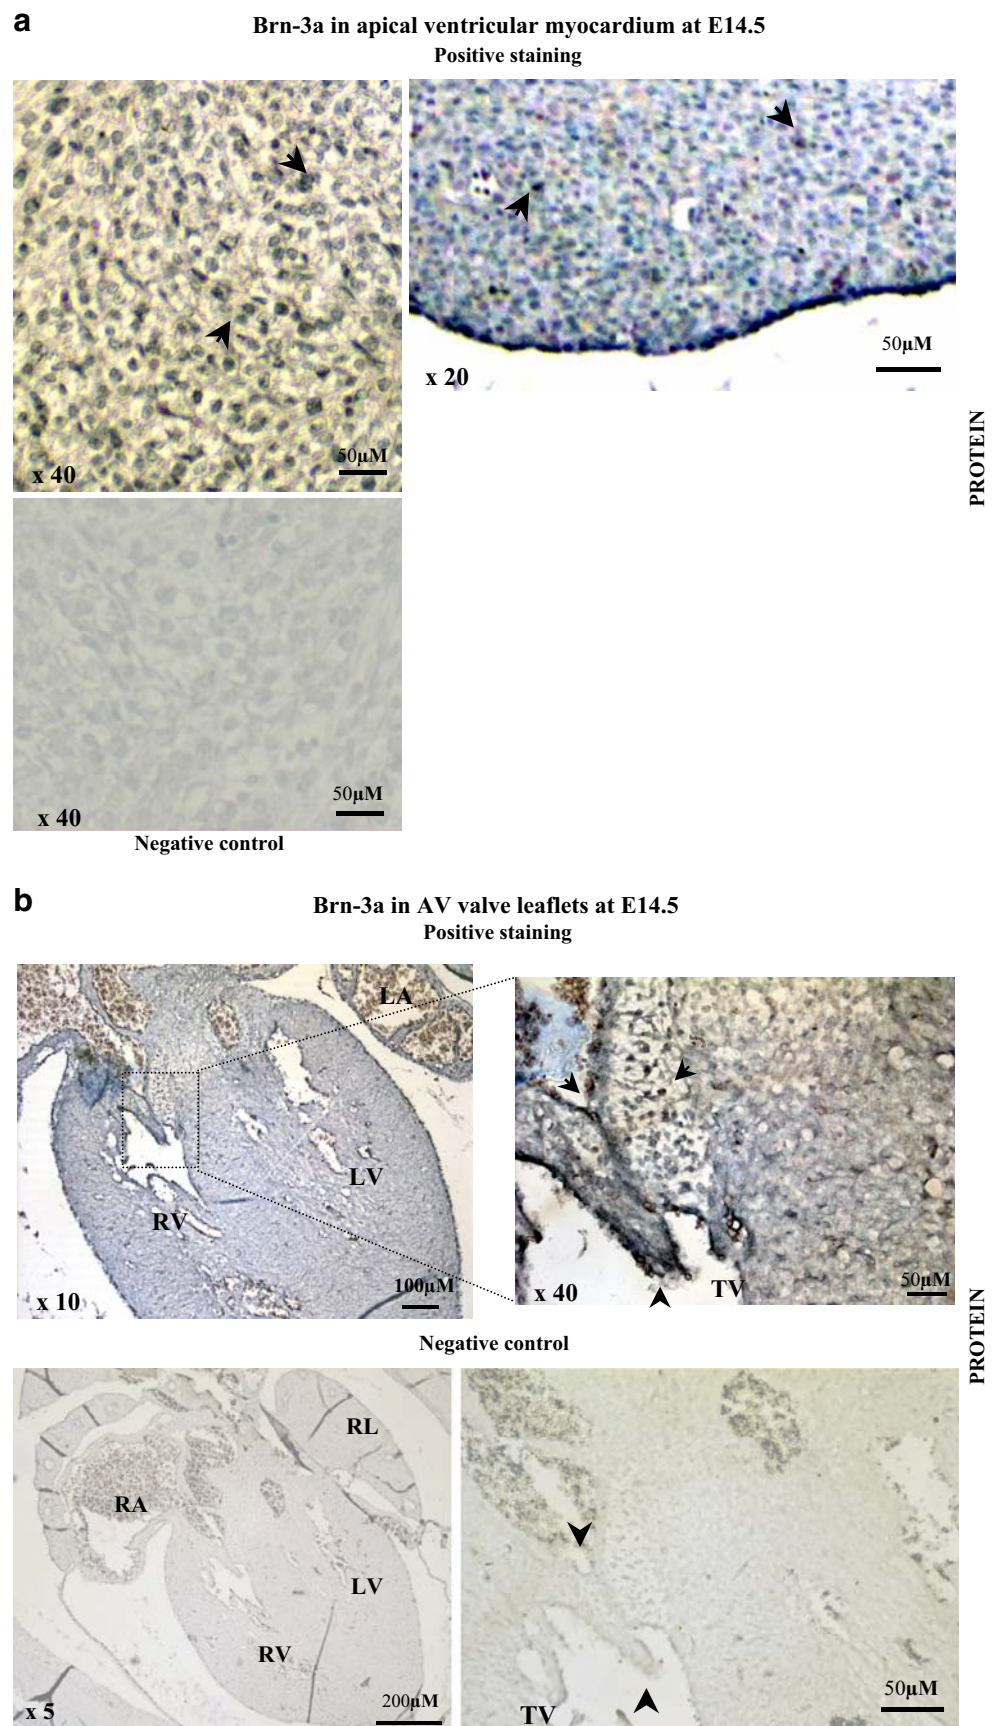 a
Brn-3a in apical ventricular myocardium at E14.5
Positive staining
x 40
50µM
x 20
50µM
PROTEIN
x 40
50µM
Negative control
b
Brn-3a in AV valve leaflets at E14.5
Positive staining
LA
LV
RV
x 10
100µM
x 40
TV
50µM
PROTEIN
Negative control
RL
RA
LV
RV
x 5
200µM
TV
50µM